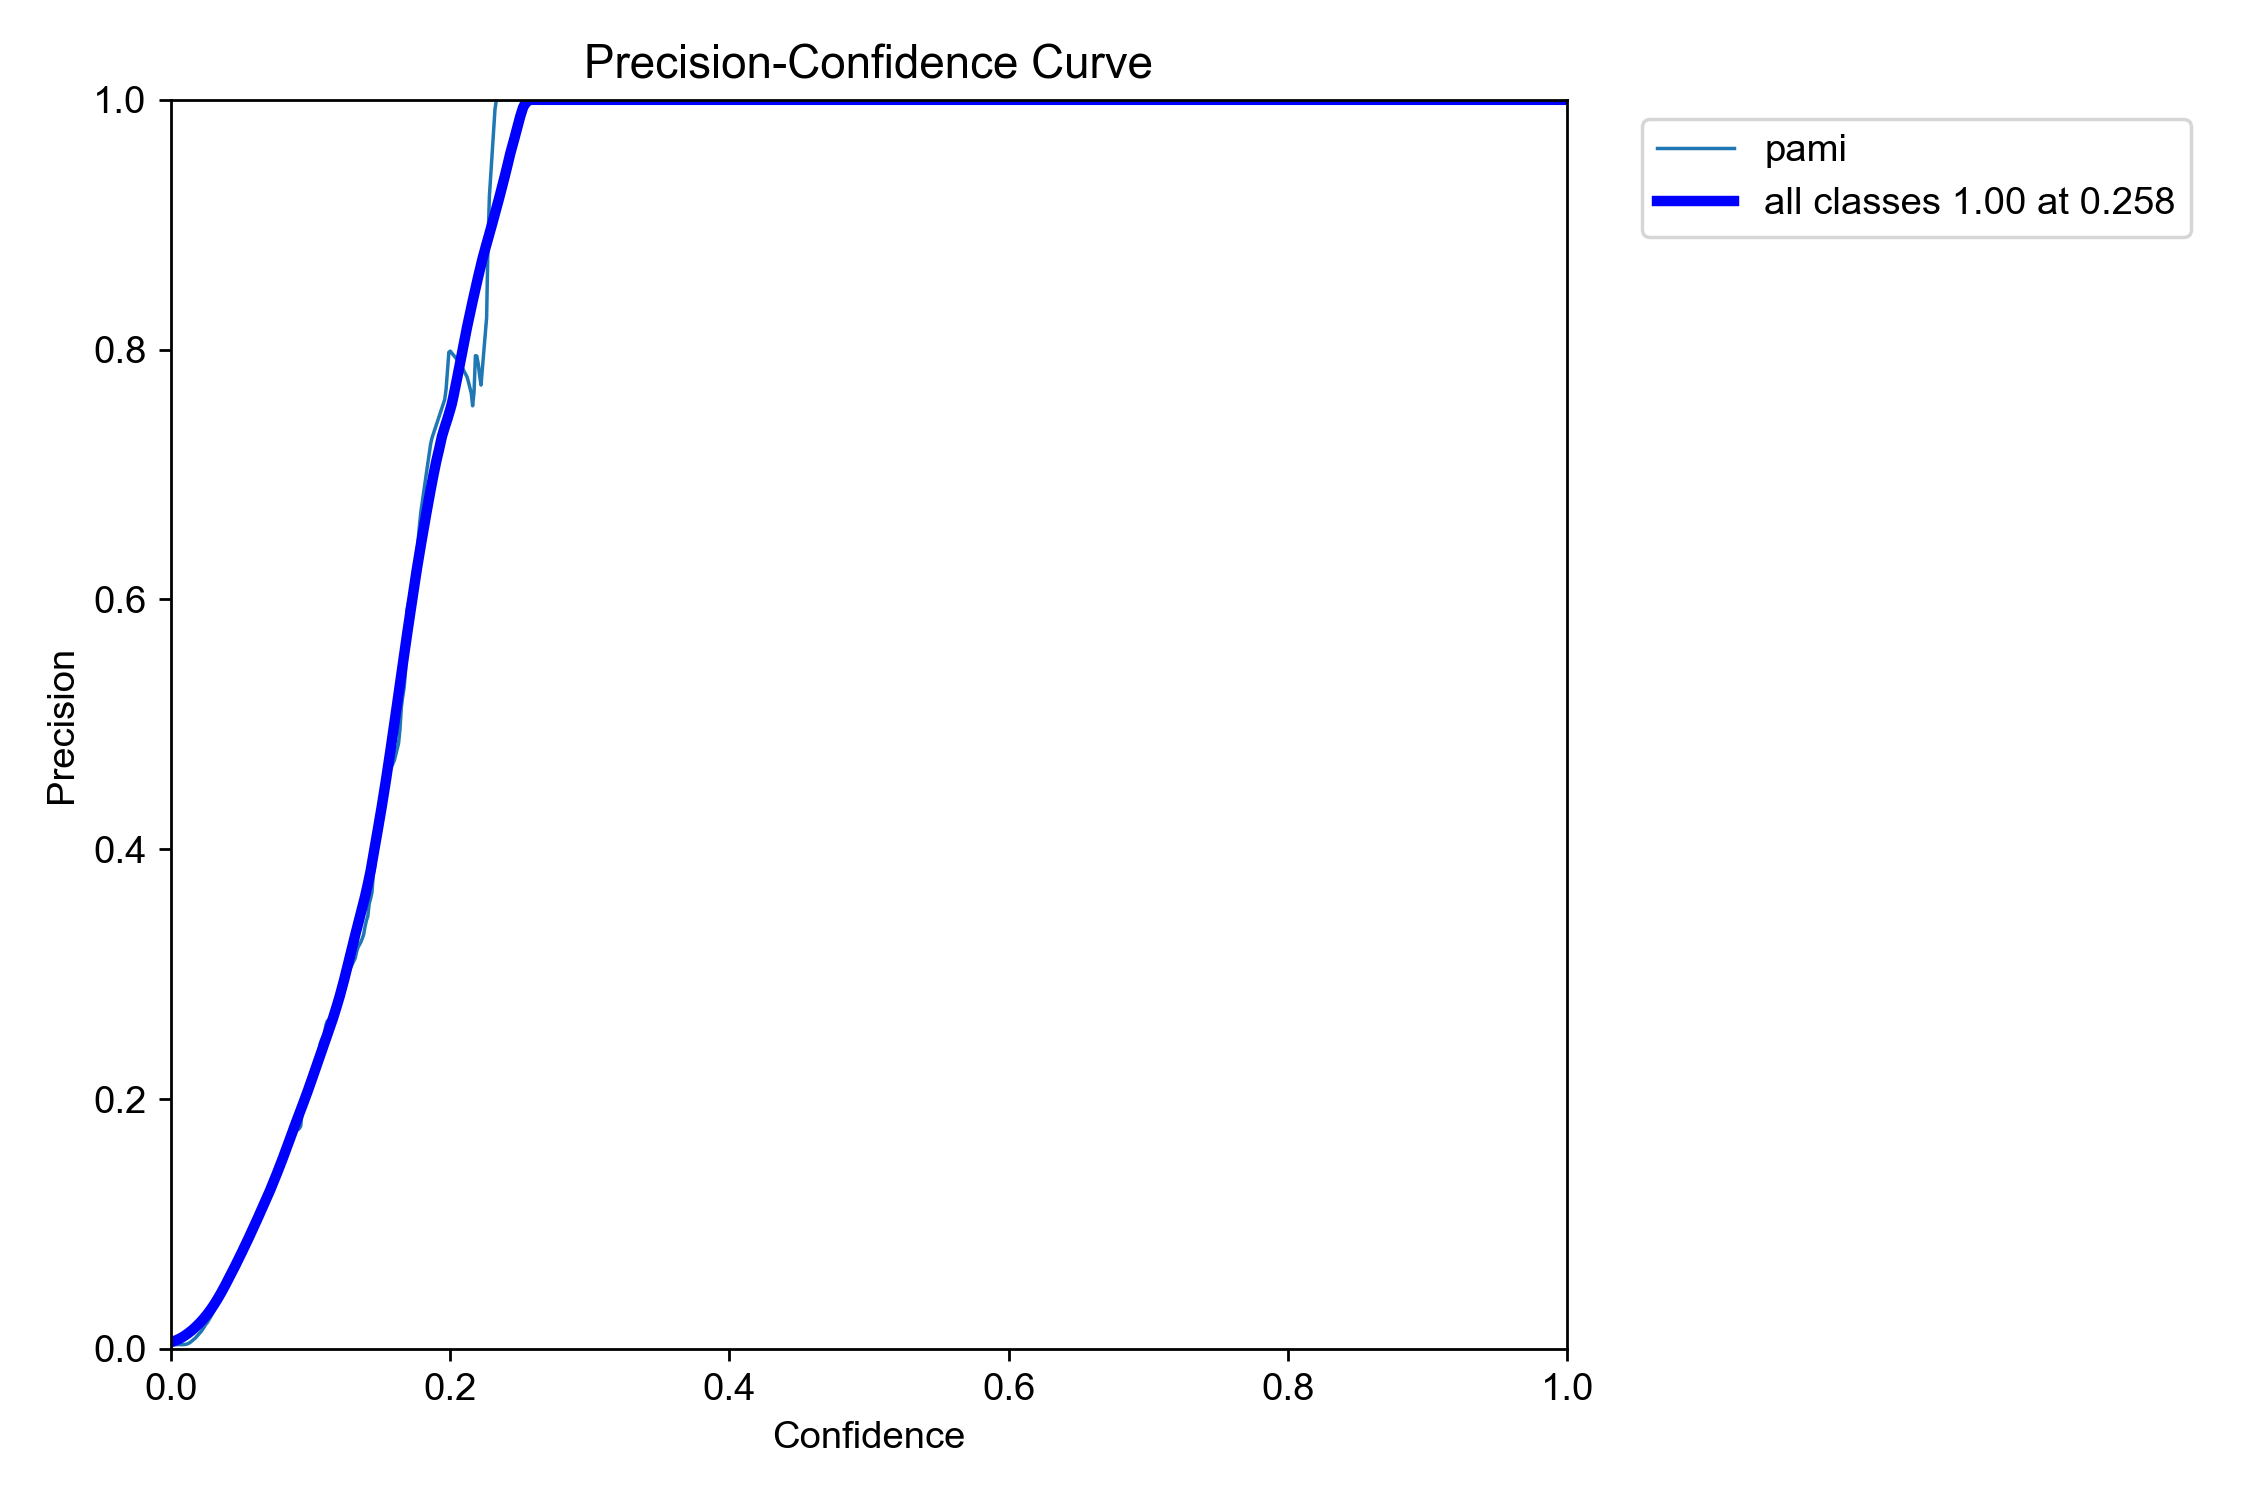 Precision-Confidence Curve
1.0
0.8
0.6
0.4
0.2
0.0
Precision
0.0 0.2 0.4 0.6 0.8 1.0
Confidence
pami
all classes 1.00 at 0.258